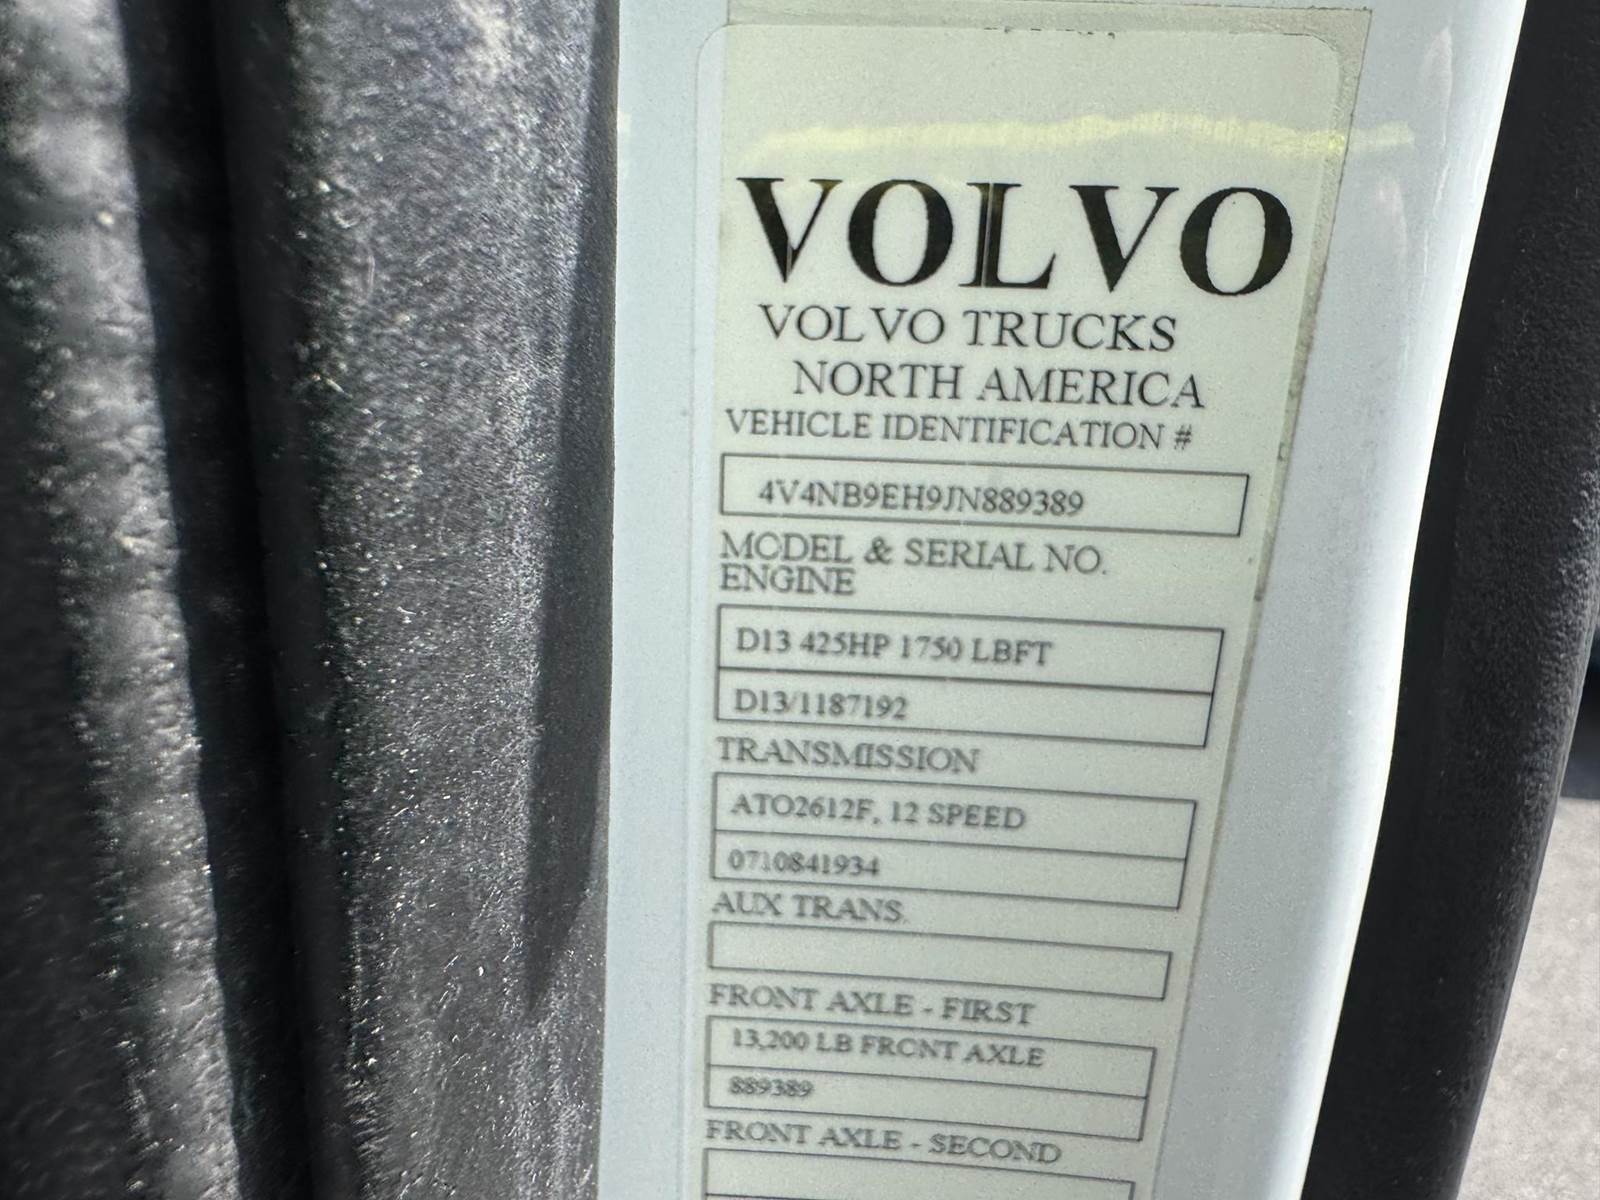 VOLVO
VOLVO TRUCKS
NORTH AMERICA
VEHICLE IDENTIFICATION #
4V4NB9EH9JN889389
MODEL & SERIAL NO.
ENGINE
D13 425HP 1750 LBFT
D13/1187192
TRANSMISSION
ATO2612F, 12 SPEED
0710841934
AUX TRANS.
FRONT AXLE - FIRST
13,200 LB FRONT AXLE
889389
FRONT AXLE - SECOND